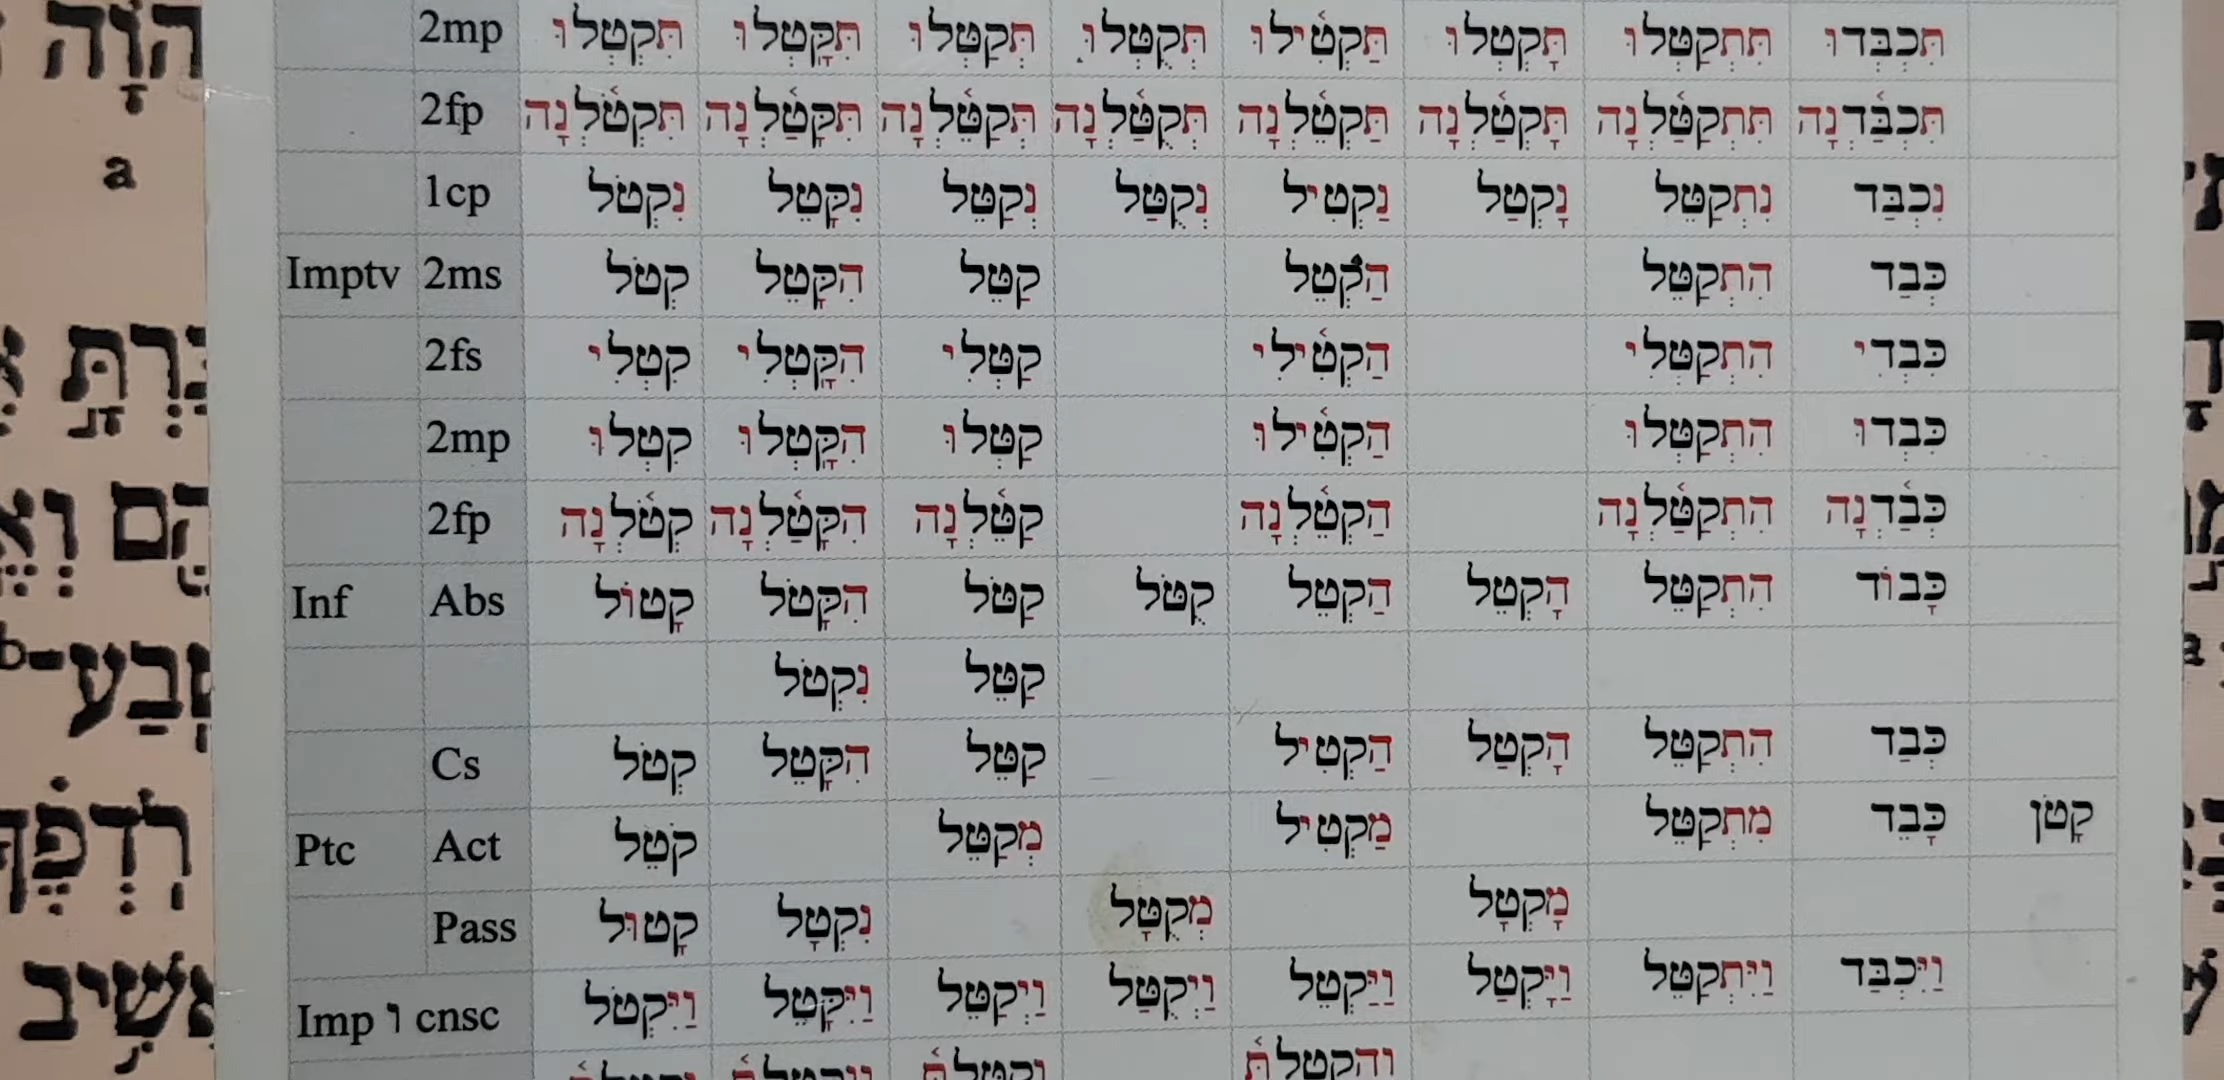 2mp תִּקְטְלוּ תִּקָּטְלוּ תְּקַטְּלוּ תְּקֻטְּלוּ תַּקְטִילוּ תָּקְטְלוּ תִּתְקַטְּלוּ תִּכְבְּדוּ
2fp תִּקְטֹלְנָה תִּקָּטַלְנָה תְּקַטֵּלְנָה תְּקֻטַּלְנָה תַּקְטֵלְנָה תָּקְטַלְנָה תִּתְקַטַּלְנָה תִּכְבַּדְנָה
1cp נִקְטֹל נִקָּטֵל נְקַטֵּל נְקֻטַּל נַקְטִיל נָקְטַל נִתְקַטֵּל נִכְבַּד
Imptv 2ms קְטֹל הִקָּטֵל קַטֵּל הַקְטֵל הִתְקַטֵּל כְּבַד
2fs קִטְלִי הִקָּטְלִי קַטְּלִי הַקְטִילִי הִתְקַטְּלִי כִּבְדִי
2mp קִטְלוּ הִקָּטְלוּ קַטְּלוּ הַקְטִילוּ הִתְקַטְּלוּ כִּבְדוּ
2fp קְטֹלְנָה הִקָּטַלְנָה קַטֵּלְנָה הַקְטֵלְנָה הִתְקַטַּלְנָה כְּבַדְנָה
Inf Abs קָטוֹל הִקָּטֹל קַטֹּל קֻטֹּל הַקְטֵל הָקְטֵל הִתְקַטֵּל כָּבוֹד
נִקְטֹל קַטֵּל
Cs קְטֹל הִקָּטֵל קַטֵּל הַקְטִיל הָקְטַל הִתְקַטֵּל כְּבַד
Ptc Act קֹטֵל מְקַטֵּל מַקְטִיל מִתְקַטֵּל כָּבֵד קָטֹן
Pass קָטוּל נִקְטָל מְקֻטָּל מָקְטָל
Imp ו cnsc וַיִּקְטֹל וַיִּקָּטֵל וַיְקַטֵּל וַיְקֻטַּל וַיַּקְטֵל וַיָּקְטַל וַיִּתְקַטֵּל וַיִּכְבַּד
a